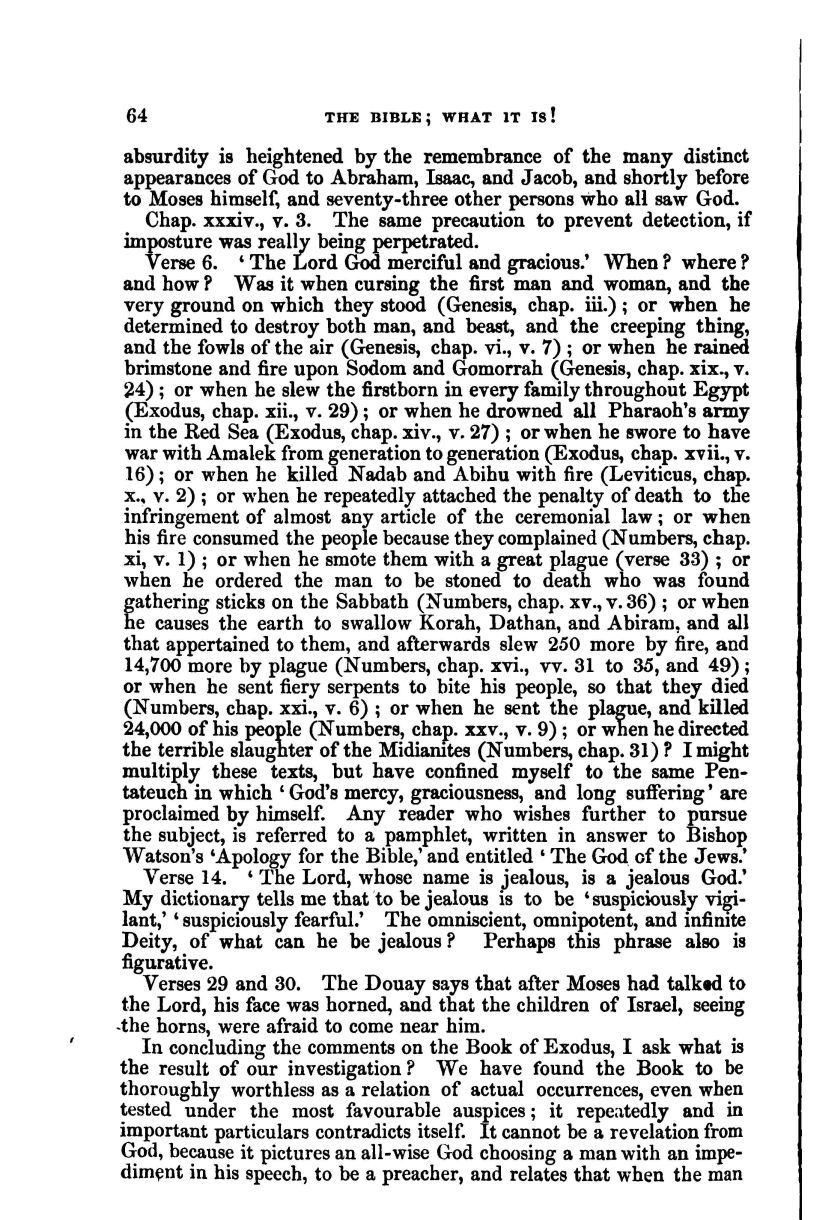 64 THE BIBLE; WHAT IT IS!
absurdity is heightened by the remembrance of the many distinct
appearances of God to Abraham, Isaac, and Jacob, and shortly before
to Moses himself, and seventy-three other persons who all saw God.
Chap. xxxiv., v. 3. The same precaution to prevent detection, if
imposture was really being perpetrated.
Verse 6. ‘ The Lord God merciful and gracious.’ When ? where ?
and how ? Was it when cursing the first man and woman, and the
very ground on which they stood (Genesis, chap. iii.) ; or when he
determined to destroy both man, and beast, and the creeping thing,
and the fowls of the air (Genesis, chap. vi., v. 7) ; or when he rained
brimstone and fire upon Sodom and Gomorrah (Genesis, chap. xix., v.
24) ; or when he slew the firstborn in every family throughout Egypt
(Exodus, chap. xii., v. 29) ; or when he drowned all Pharaoh's army
in the Red Sea (Exodus, chap. xiv., v. 27) ; or when he swore to have
war with Amalek from generation to generation (Exodus, chap. xvii., v.
16) ; or when he killed Nadab and Abihu with fire (Leviticus, chap.
x., v. 2) ; or when he repeatedly attached the penalty of death to the
infringement of almost any article of the ceremonial law ; or when
his fire consumed the people because they complained (Numbers, chap.
xi, v. 1) ; or when he smote them with a great plague (verse 33) ; or
when he ordered the man to be stoned to death who was found
gathering sticks on the Sabbath (Numbers, chap. xv., v. 36) ; or when
he causes the earth to swallow Korah, Dathan, and Abiram, and all
that appertained to them, and afterwards slew 250 more by fire, and
14,700 more by plague (Numbers, chap. xvi., vv. 31 to 35, and 49) ;
or when he sent fiery serpents to bite his people, so that they died
(Numbers, chap. xxi., v. 6) ; or when he sent the plague, and killed
24,000 of his people (Numbers, chap. xxv., v. 9) ; or when he directed
the terrible slaughter of the Midianites (Numbers, chap. 31) ? I might
multiply these texts, but have confined myself to the same Pen-
tateuch in which ‘ God's mercy, graciousness, and long suffering’ are
proclaimed by himself. Any reader who wishes further to pursue
the subject, is referred to a pamphlet, written in answer to Bishop
Watson's ‘Apology for the Bible,’ and entitled ‘ The God of the Jews.’
Verse 14. ‘ The Lord, whose name is jealous, is a jealous God.’
My dictionary tells me that to be jealous is to be ‘suspiciously vigi-
lant,’ ‘ suspiciously fearful.’ The omniscient, omnipotent, and infinite
Deity, of what can he be jealous ? Perhaps this phrase also is
figurative.
Verses 29 and 30. The Douay says that after Moses had talked to
the Lord, his face was horned, and that the children of Israel, seeing
the horns, were afraid to come near him.
In concluding the comments on the Book of Exodus, I ask what is
the result of our investigation ? We have found the Book to be
thoroughly worthless as a relation of actual occurrences, even when
tested under the most favourable auspices ; it repeatedly and in
important particulars contradicts itself. It cannot be a revelation from
God, because it pictures an all-wise God choosing a man with an impe-
diment in his speech, to be a preacher, and relates that when the man